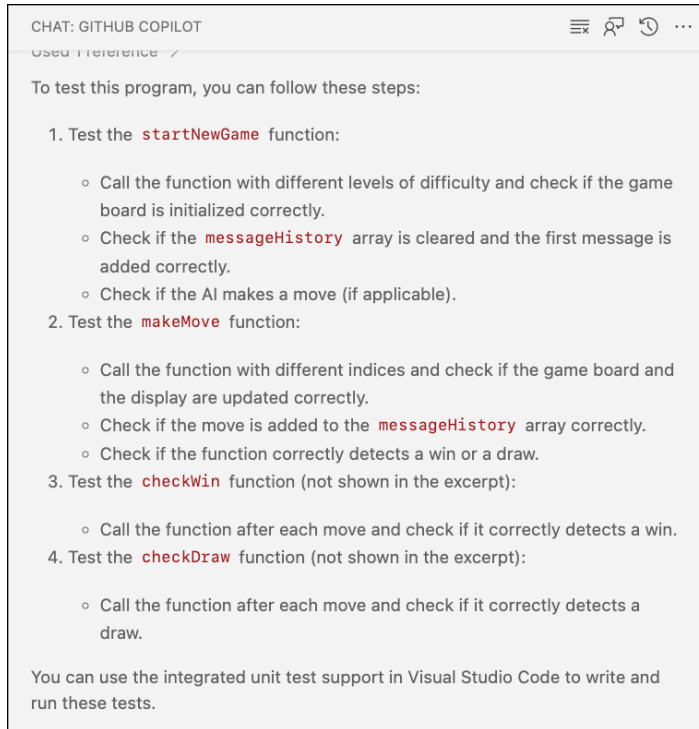 CHAT: GITHUB COPILOT
Used 1 reference >
To test this program, you can follow these steps:
1. Test the startNewGame function:
◦ Call the function with different levels of difficulty and check if the game
board is initialized correctly.
◦ Check if the messageHistory array is cleared and the first message is
added correctly.
◦ Check if the AI makes a move (if applicable).
2. Test the makeMove function:
◦ Call the function with different indices and check if the game board and
the display are updated correctly.
◦ Check if the move is added to the messageHistory array correctly.
◦ Check if the function correctly detects a win or a draw.
3. Test the checkWin function (not shown in the excerpt):
◦ Call the function after each move and check if it correctly detects a win.
4. Test the checkDraw function (not shown in the excerpt):
◦ Call the function after each move and check if it correctly detects a
draw.
You can use the integrated unit test support in Visual Studio Code to write and
run these tests.